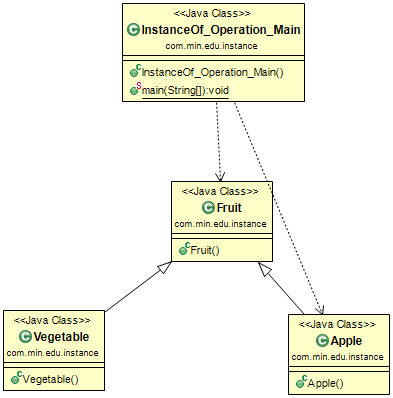 <<Java Class>>
InstanceOf_Operation_Main
com.min.edu.instance
InstanceOf_Operation_Main()
main(String[]):void
<<Java Class>>
Fruit
com.min.edu.instance
Fruit()
<<Java Class>>
Vegetable
com.min.edu.instance
Vegetable()
<<Java Class>>
Apple
com.min.edu.instance
Apple()